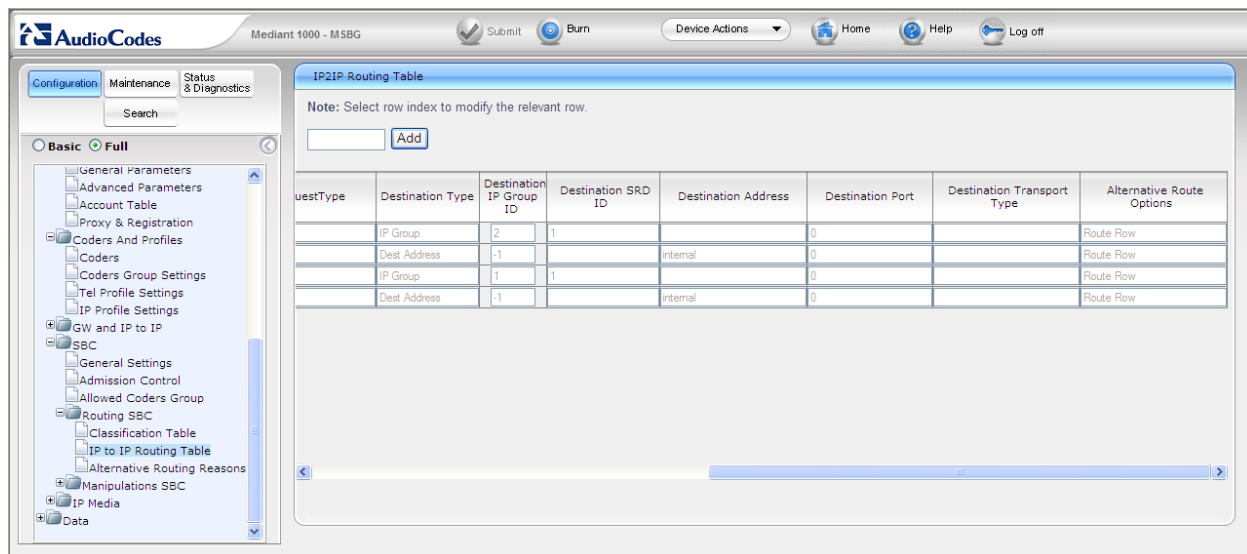 AudioCodes
Mediant 1000 - MSBG
Submit
Burn
Device Actions
Home
Help
Log off
Configuration
Maintenance
Status & Diagnostics
Search
Basic
Full
General Parameters
Advanced Parameters
Account Table
Proxy & Registration
Coders And Profiles
Coders
Coders Group Settings
Tel Profile Settings
IP Profile Settings
GW and IP to IP
SBC
General Settings
Admission Control
Allowed Coders Group
Routing SBC
Classification Table
IP to IP Routing Table
Alternative Routing Reasons
Manipulations SBC
IP Media
Data
IP2IP Routing Table
Note: Select row index to modify the relevant row.
Add
uestType Destination Type Destination IP Group ID Destination SRD ID Destination Address Destination Port Destination Transport Type Alternative Route Options
IP Group 2 1 0 Route Row
Dest Address -1 internal 0 Route Row
IP Group 1 1 0 Route Row
Dest Address -1 internal 0 Route Row